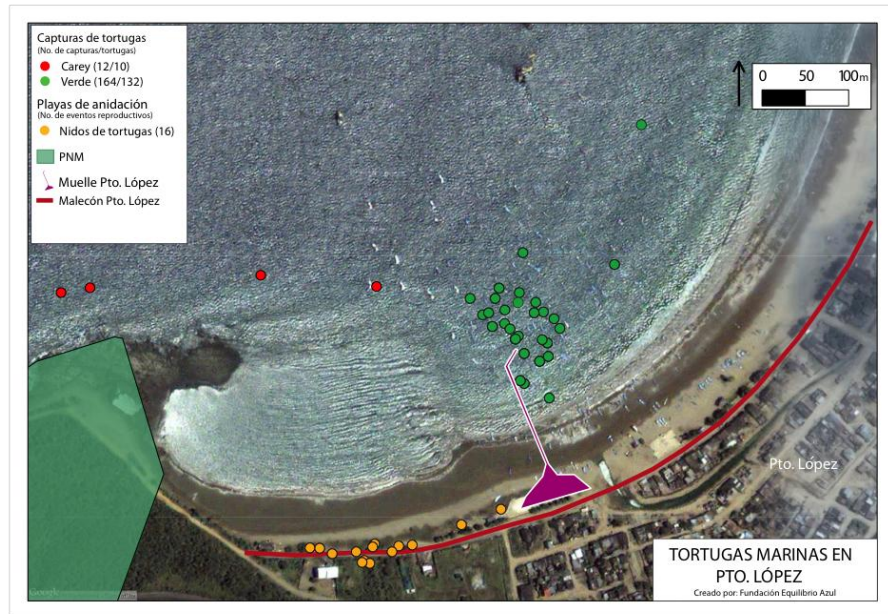 Capturas de tortugas
(No. de capturas/tortugas)
Carey (12/10)
Verde (164/132)
Playas de anidación
(No. de eventos reproductivos)
Nidos de tortugas (16)
PNM
Muelle Pto. López
Malecón Pto. López
0 50 100m
Pto. López
TORTUGAS MARINAS EN
PTO. LÓPEZ
Creado por: Fundación Equilibrio Azul
Google